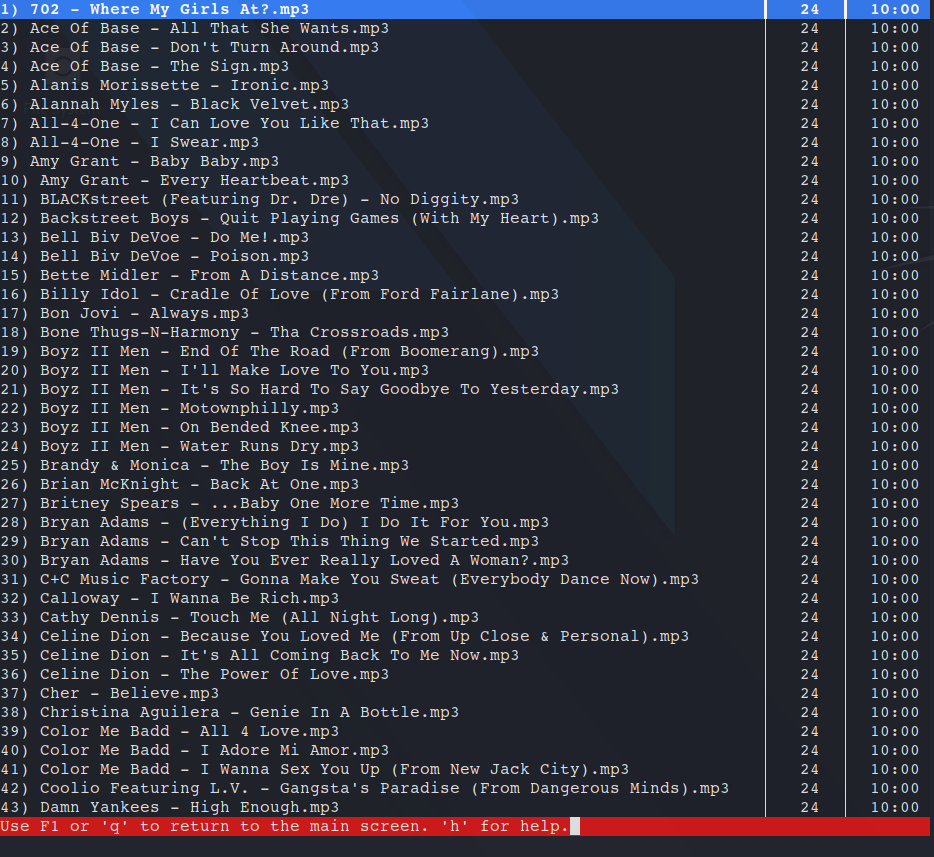 1) 702 - Where My Girls At?.mp3 24 10:00
2) Ace Of Base - All That She Wants.mp3 24 10:00
3) Ace Of Base - Don't Turn Around.mp3 24 10:00
4) Ace Of Base - The Sign.mp3 24 10:00
5) Alanis Morissette - Ironic.mp3 24 10:00
6) Alannah Myles - Black Velvet.mp3 24 10:00
7) All-4-One - I Can Love You Like That.mp3 24 10:00
8) All-4-One - I Swear.mp3 24 10:00
9) Amy Grant - Baby Baby.mp3 24 10:00
10) Amy Grant - Every Heartbeat.mp3 24 10:00
11) BLACKstreet (Featuring Dr. Dre) - No Diggity.mp3 24 10:00
12) Backstreet Boys - Quit Playing Games (With My Heart).mp3 24 10:00
13) Bell Biv DeVoe - Do Me!.mp3 24 10:00
14) Bell Biv DeVoe - Poison.mp3 24 10:00
15) Bette Midler - From A Distance.mp3 24 10:00
16) Billy Idol - Cradle Of Love (From Ford Fairlane).mp3 24 10:00
17) Bon Jovi - Always.mp3 24 10:00
18) Bone Thugs-N-Harmony - Tha Crossroads.mp3 24 10:00
19) Boyz II Men - End Of The Road (From Boomerang).mp3 24 10:00
20) Boyz II Men - I'll Make Love To You.mp3 24 10:00
21) Boyz II Men - It's So Hard To Say Goodbye To Yesterday.mp3 24 10:00
22) Boyz II Men - Motownphilly.mp3 24 10:00
23) Boyz II Men - On Bended Knee.mp3 24 10:00
24) Boyz II Men - Water Runs Dry.mp3 24 10:00
25) Brandy & Monica - The Boy Is Mine.mp3 24 10:00
26) Brian McKnight - Back At One.mp3 24 10:00
27) Britney Spears - ...Baby One More Time.mp3 24 10:00
28) Bryan Adams - (Everything I Do) I Do It For You.mp3 24 10:00
29) Bryan Adams - Can't Stop This Thing We Started.mp3 24 10:00
30) Bryan Adams - Have You Ever Really Loved A Woman?.mp3 24 10:00
31) C+C Music Factory - Gonna Make You Sweat (Everybody Dance Now).mp3 24 10:00
32) Calloway - I Wanna Be Rich.mp3 24 10:00
33) Cathy Dennis - Touch Me (All Night Long).mp3 24 10:00
34) Celine Dion - Because You Loved Me (From Up Close & Personal).mp3 24 10:00
35) Celine Dion - It's All Coming Back To Me Now.mp3 24 10:00
36) Celine Dion - The Power Of Love.mp3 24 10:00
37) Cher - Believe.mp3 24 10:00
38) Christina Aguilera - Genie In A Bottle.mp3 24 10:00
39) Color Me Badd - All 4 Love.mp3 24 10:00
40) Color Me Badd - I Adore Mi Amor.mp3 24 10:00
41) Color Me Badd - I Wanna Sex You Up (From New Jack City).mp3 24 10:00
42) Coolio Featuring L.V. - Gangsta's Paradise (From Dangerous Minds).mp3 24 10:00
43) Damn Yankees - High Enough.mp3 24 10:00
Use F1 or 'q' to return to the main screen. 'h' for help.